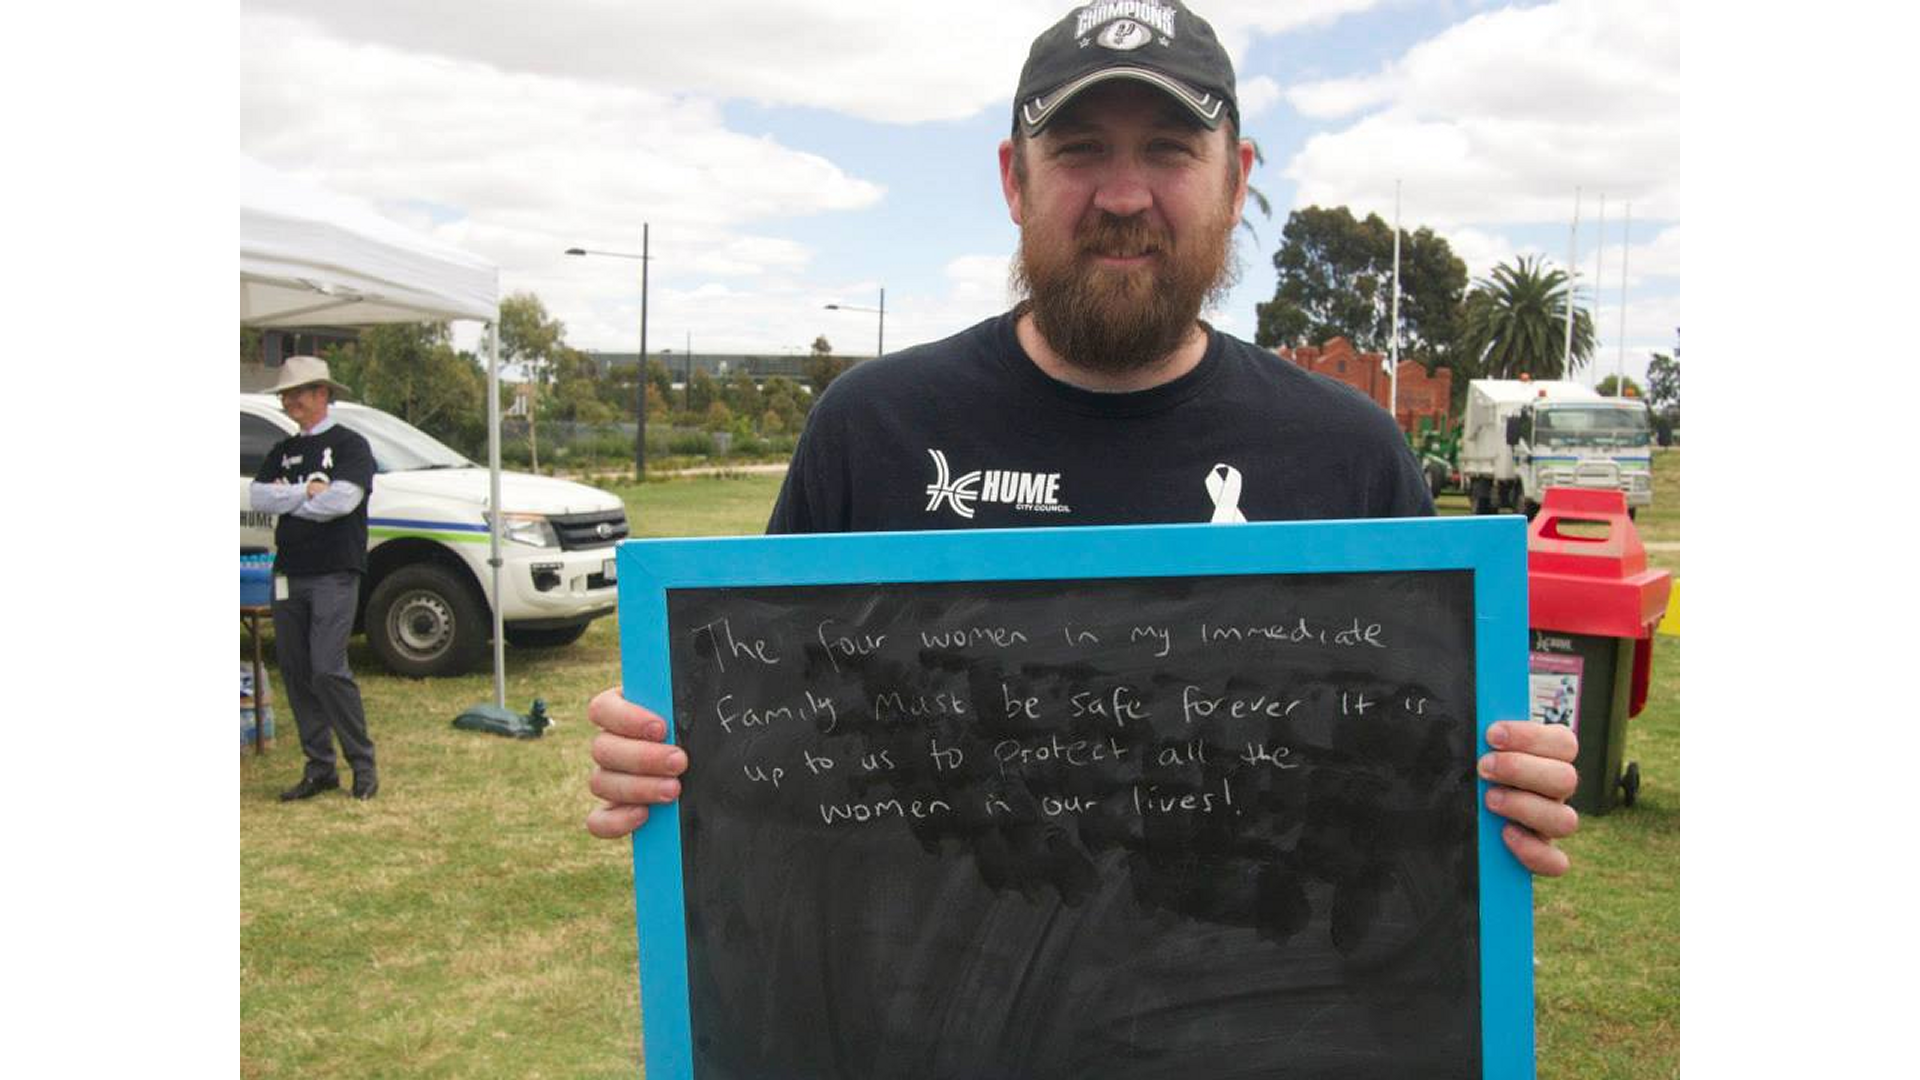 CHAMPIONS
HUME
CITY COUNCIL
HUME
HUME
The four women in my immediate
family must be safe forever It is
up to us to protect all the
women in our lives!
HUME